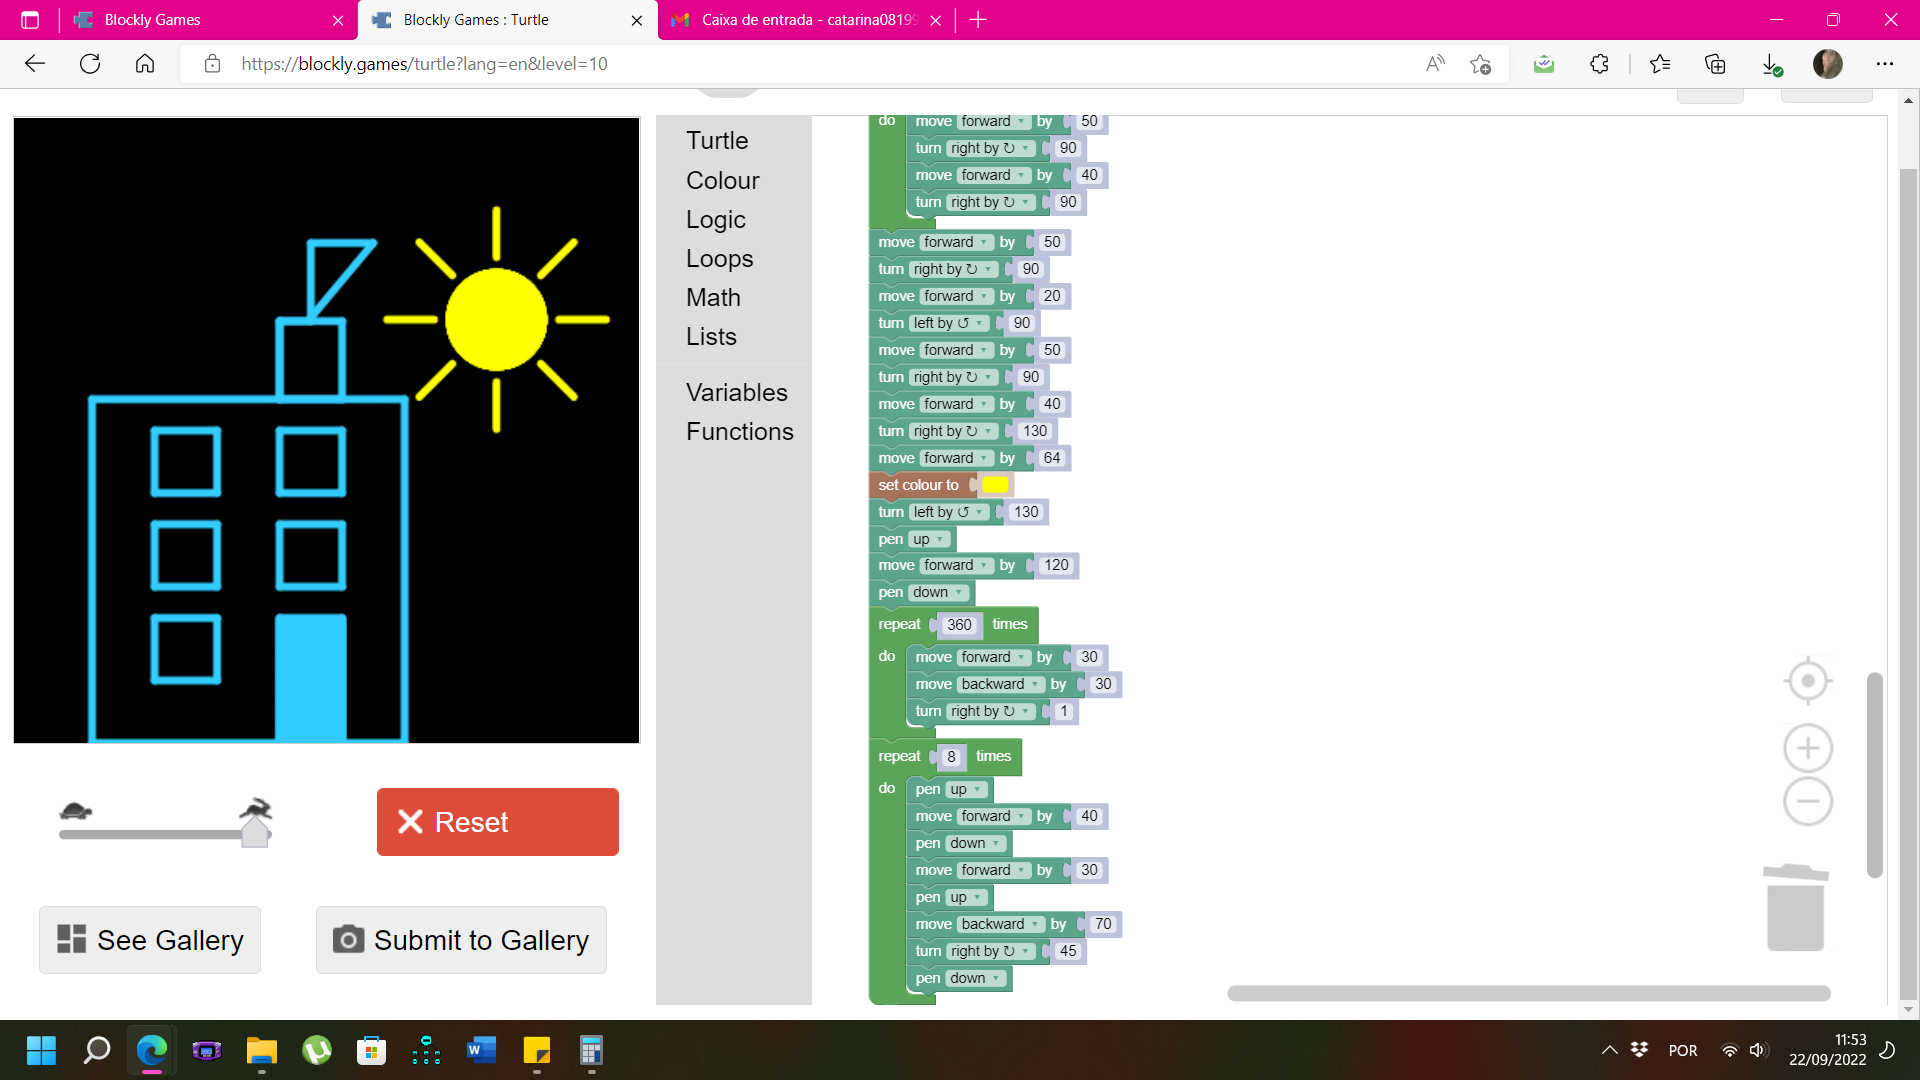 Blockly Games
Blockly Games : Turtle
Caixa de entrada - catarina08199
https://blockly.games/turtle?lang=en&level=10
Turtle
Colour
Logic
Loops
Math
Lists
Variables
Functions
do move forward by 50
turn right by ↻ 90
move forward by 40
turn right by ↻ 90
move forward by 50
turn right by ↻ 90
move forward by 20
turn left by ↺ 90
move forward by 50
turn right by ↻ 90
move forward by 40
turn right by ↻ 130
move forward by 64
set colour to
turn left by ↺ 130
pen up
move forward by 120
pen down
repeat 360 times
do move forward by 30
move backward by 30
turn right by ↻ 1
repeat 8 times
do pen up
move forward by 40
pen down
move forward by 30
pen up
move backward by 70
turn right by ↻ 45
pen down
Reset
See Gallery
Submit to Gallery
POR
11:53
22/09/2022